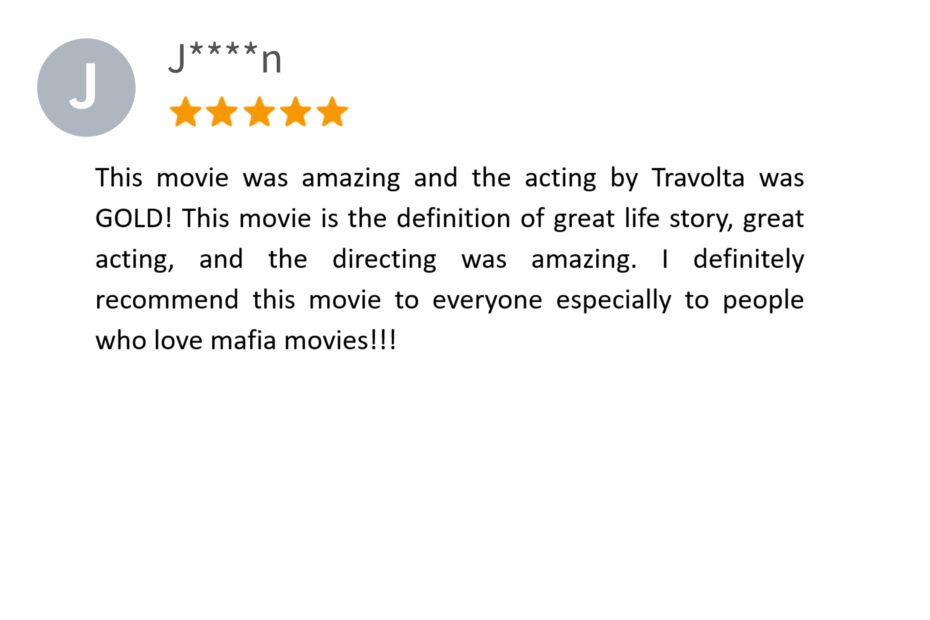 J
J****n
This movie was amazing and the acting by Travolta was
GOLD! This movie is the definition of great life story, great
acting, and the directing was amazing. I definitely
recommend this movie to everyone especially to people
who love mafia movies!!!